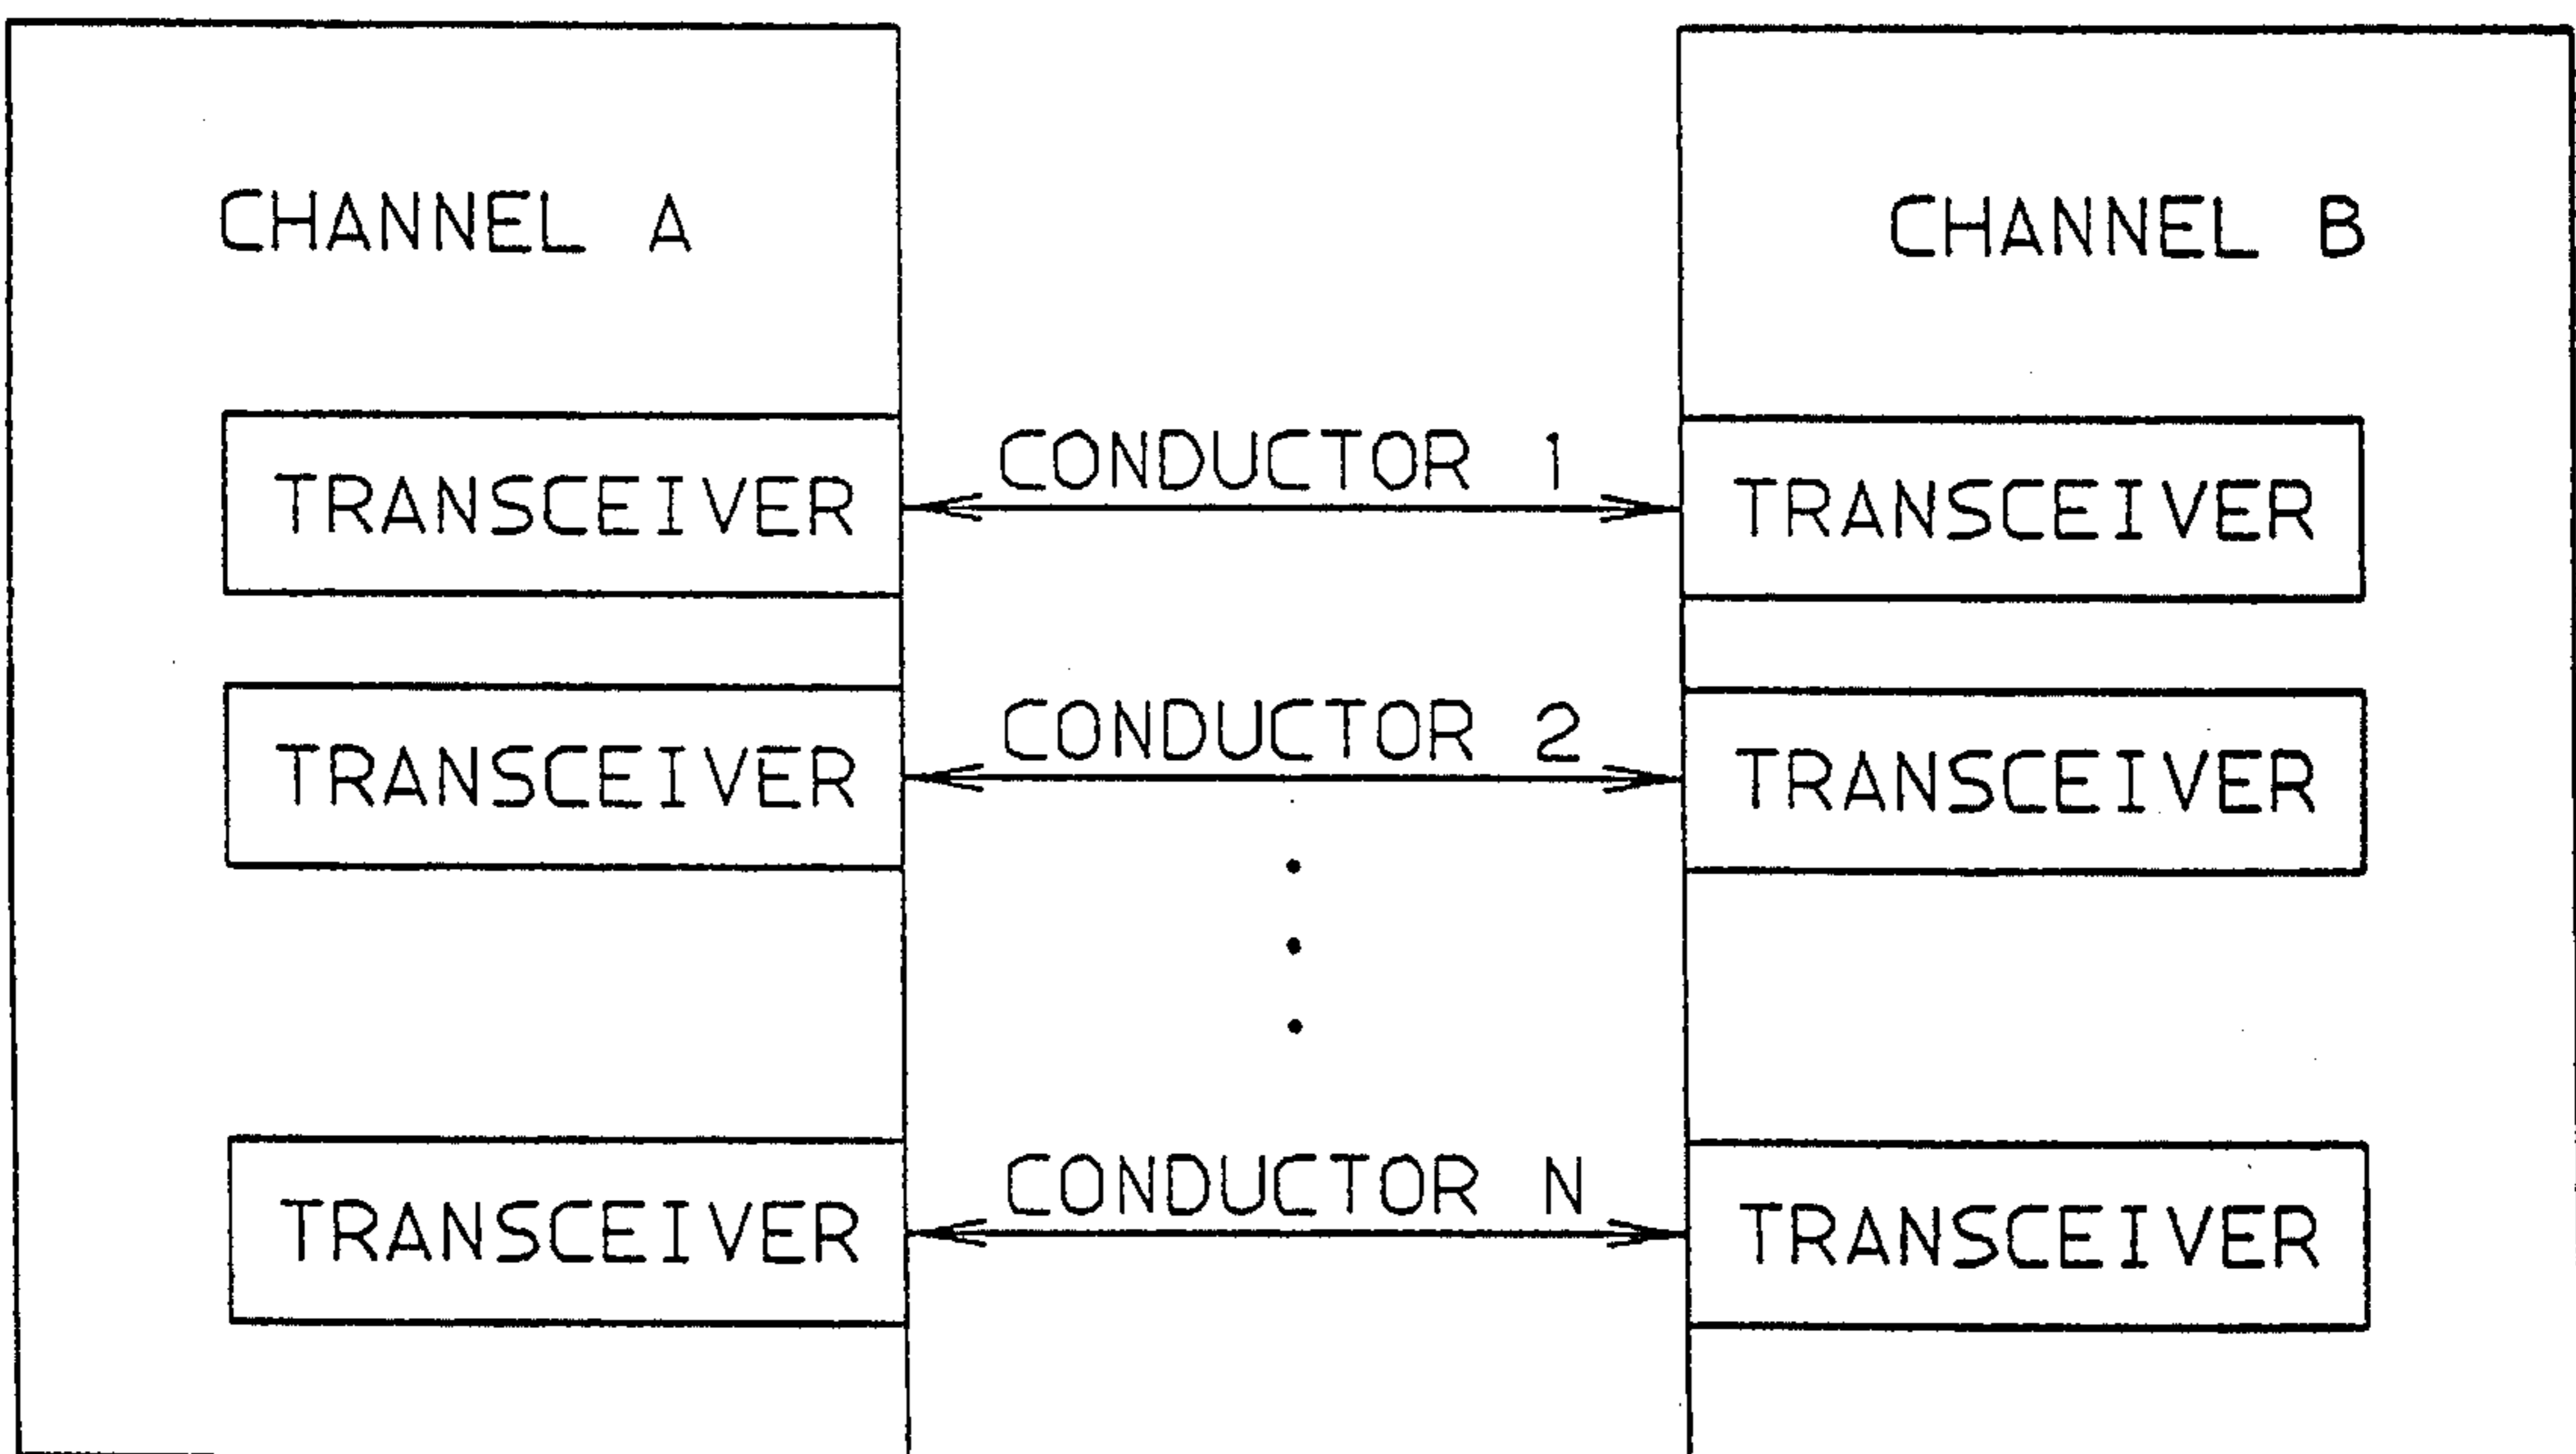 CHANNEL A
CHANNEL B
TRANSCEIVER
CONDUCTOR 1
TRANSCEIVER
TRANSCEIVER
CONDUCTOR 2
TRANSCEIVER
TRANSCEIVER
CONDUCTOR N
TRANSCEIVER